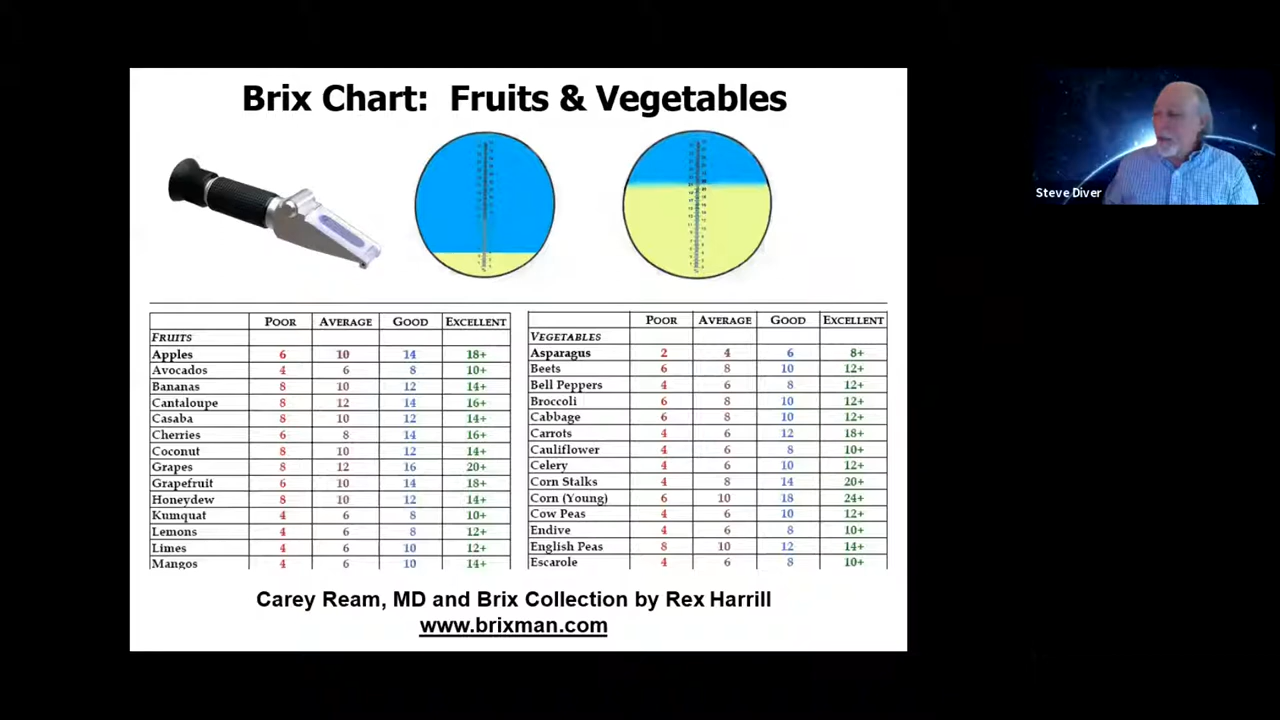 Brix Chart: Fruits & Vegetables
Steve Diver
POOR AVERAGE GOOD EXCELLENT
FRUITS
Apples 6 10 14 18+
Avocados 4 6 8 10+
Bananas 8 10 12 14+
Cantaloupe 8 12 14 16+
Casaba 8 10 12 14+
Cherries 6 8 14 16+
Coconut 8 10 12 14+
Grapes 8 12 16 20+
Grapefruit 6 10 14 18+
Honeydew 8 10 12 14+
Kumquat 4 6 8 10+
Lemons 4 6 8 12+
Limes 4 6 10 12+
Mangos 4 6 10 14+
POOR AVERAGE GOOD EXCELLENT
VEGETABLES
Asparagus 2 4 6 8+
Beets 6 8 10 12+
Bell Peppers 4 6 8 12+
Broccoli 6 8 10 12+
Cabbage 6 8 10 12+
Carrots 4 6 12 18+
Cauliflower 4 6 8 10+
Celery 4 6 10 12+
Corn Stalks 4 8 14 20+
Corn (Young) 6 10 18 24+
Cow Peas 4 6 10 12+
Endive 4 6 8 10+
English Peas 8 10 12 14+
Escarole 4 6 8 10+
Carey Ream, MD and Brix Collection by Rex Harrill
www.brixman.com